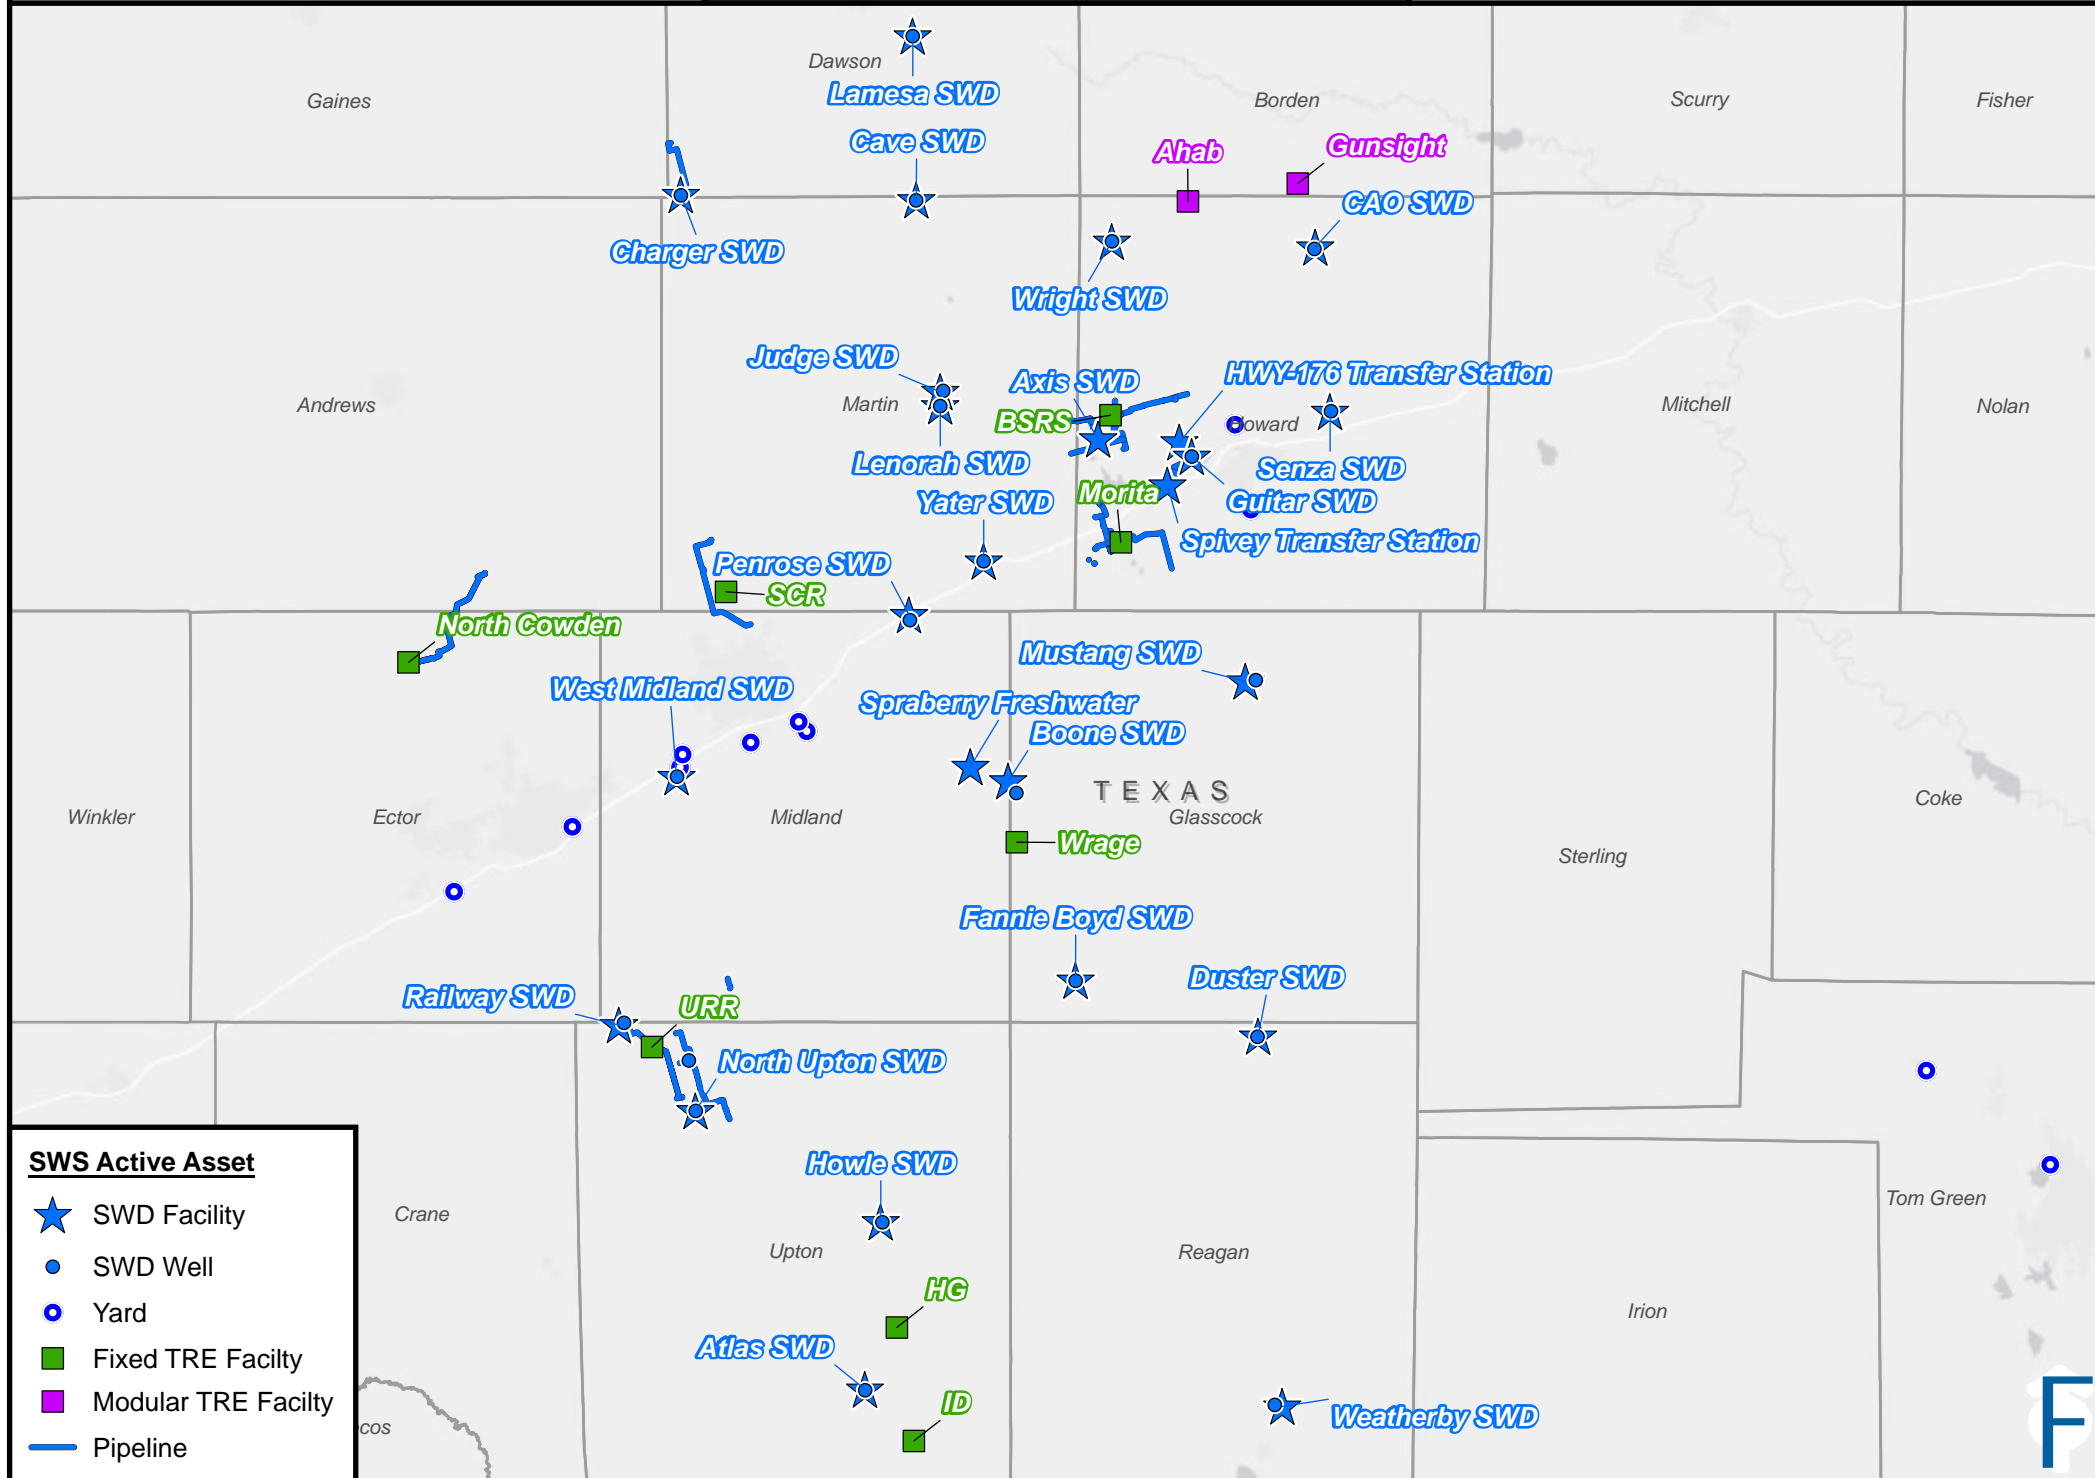 Dawson
Lamesa SWD
Gaines
Borden
Scurry
Fisher
Cave SWD
Ahab
Gunsight
CAO SWD
Charger SWD
Wright SWD
Judge SWD
Axis SWD
HWY-176 Transfer Station
Andrews
Martin
BSRS
Howard
Mitchell
Nolan
Lenorah SWD
Senza SWD
Yater SWD
Morita
Guitar SWD
Spivey Transfer Station
Penrose SWD
SCR
North Cowden
Mustang SWD
West Midland SWD
Spraberry Freshwater
Boone SWD
TEXAS
Winkler
Ector
Midland
Glasscock
Coke
Wrage
Sterling
Fannie Boyd SWD
Duster SWD
Railway SWD
URR
North Upton SWD
Howle SWD
Crane
Upton
Reagan
Tom Green
HG
Irion
Atlas SWD
ID
Weatherby SWD
cos
SWS Active Asset
SWD Facility
SWD Well
Yard
Fixed TRE Facilty
Modular TRE Facilty
Pipeline
F